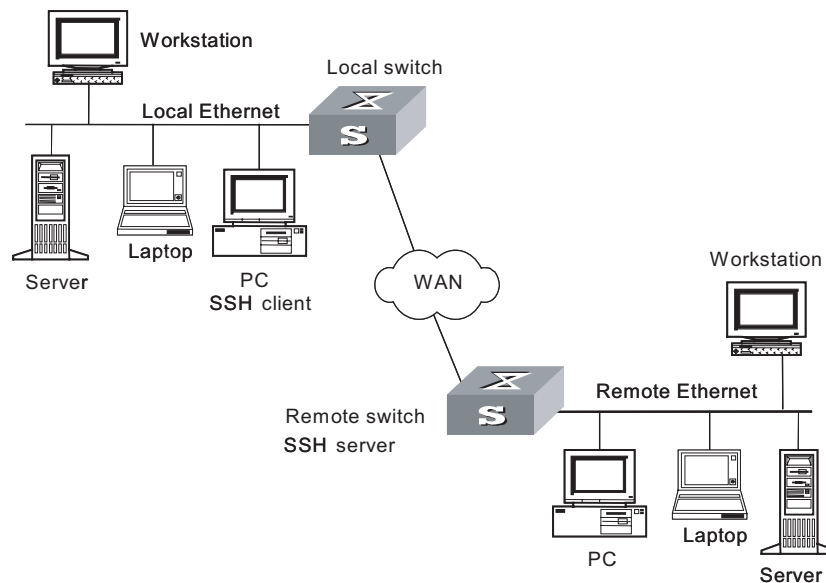 Workstation
Local switch
Local Ethernet
S
Server
Laptop
PC
SSH client
WAN
Workstation
Remote Ethernet
Remote switch
SSH server
S
PC
Laptop
Server